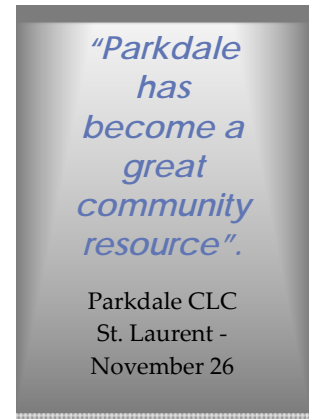 “Parkdale
has
become a
great
community
resource”.
Parkdale CLC
St. Laurent -
November 26